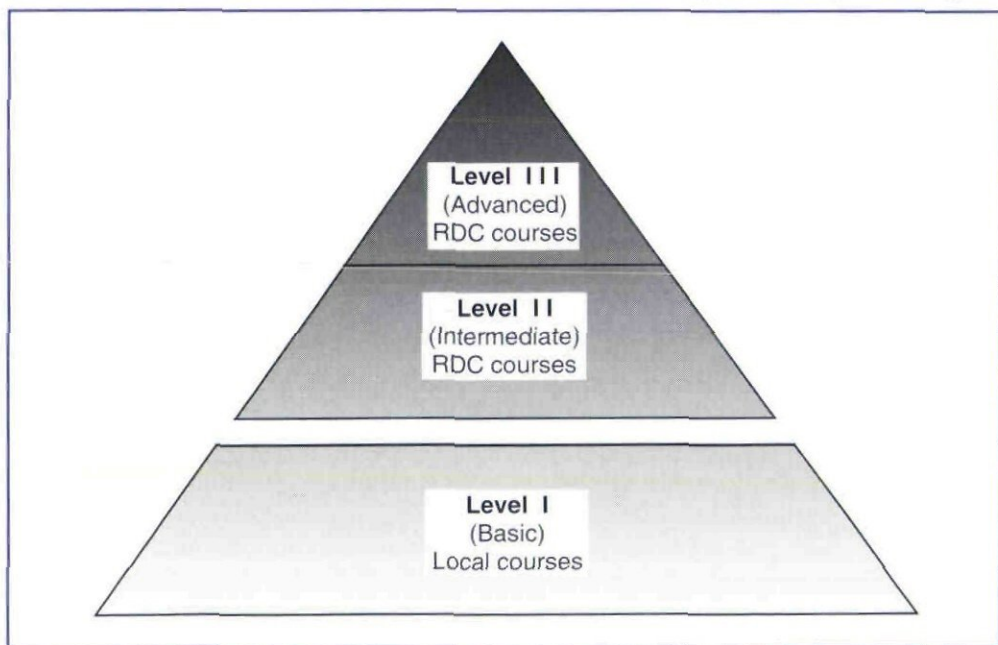 Level III
(Advanced)
RDC courses
Level II
(Intermediate)
RDC courses
Level I
(Basic)
Local courses